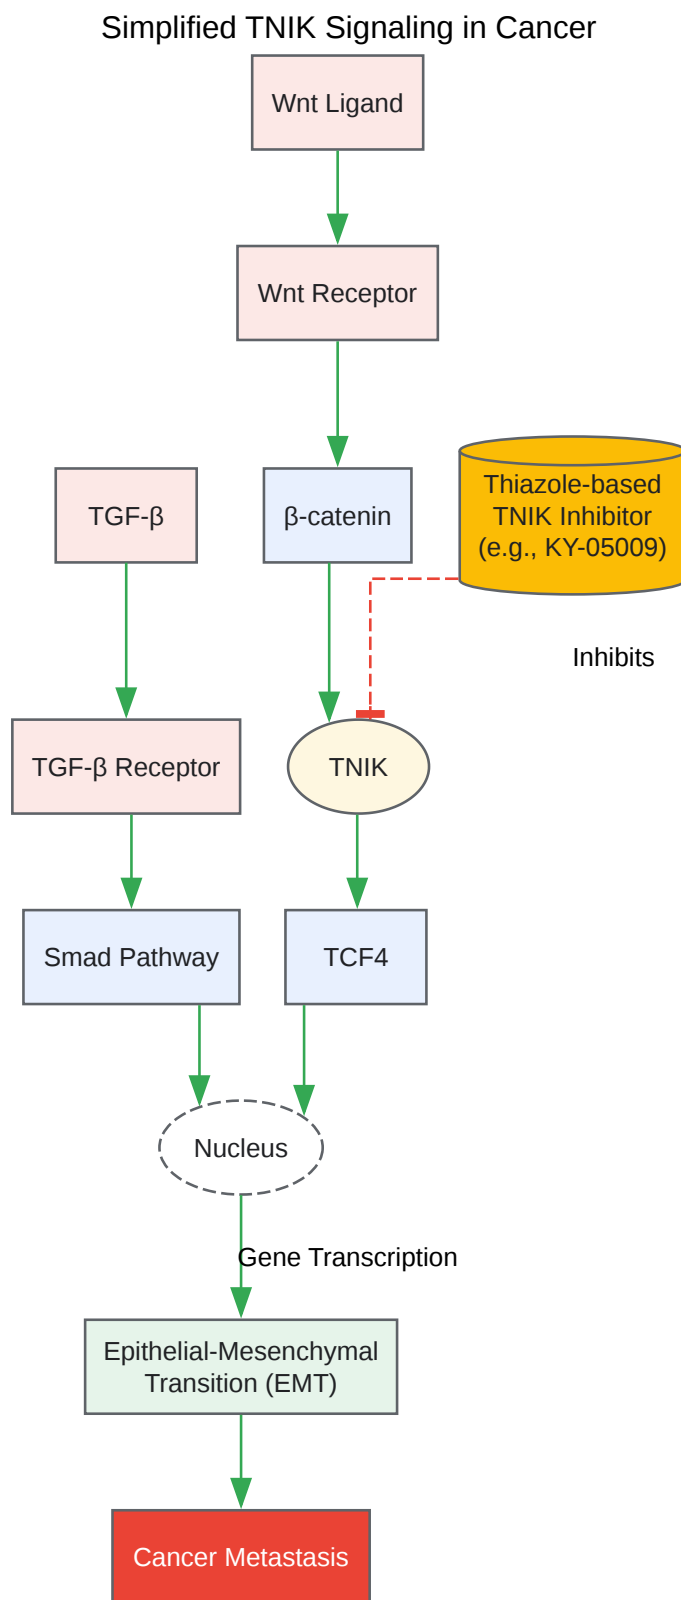 Simplified TNIK Signaling in Cancer
Wnt Ligand
Wnt Receptor
TGF-β
β-catenin
Thiazole-based
TNIK Inhibitor
(e.g., KY-05009)
Inhibits
TGF-β Receptor
TNIK
Smad Pathway
TCF4
Nucleus
Gene Transcription
Epithelial-Mesenchymal
Transition (EMT)
Cancer Metastasis